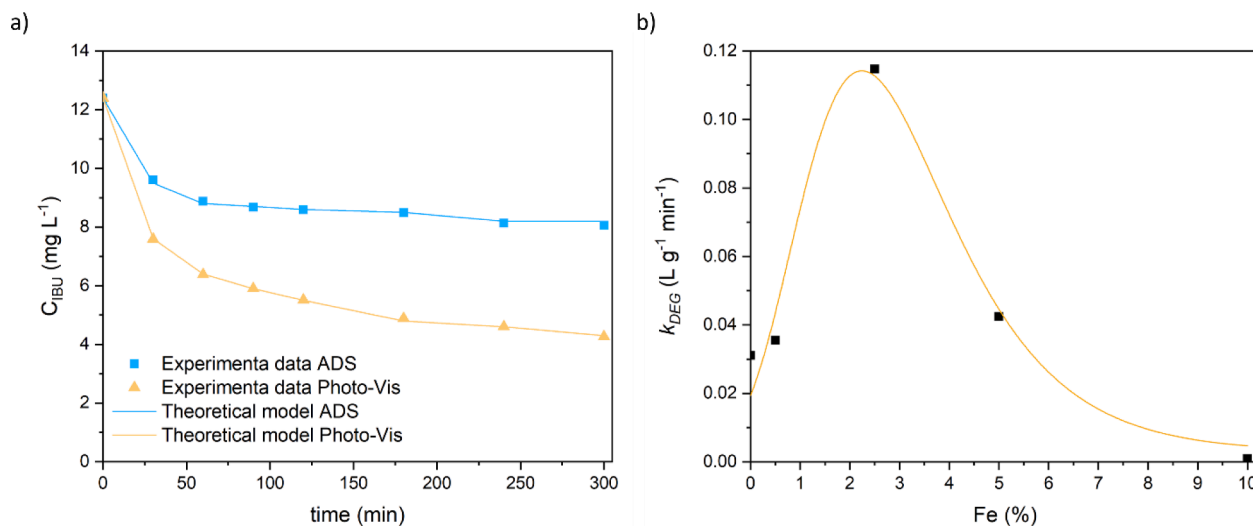 a)
14
12
10
8
6
4
2
0
C_IBU (mg L⁻¹)
Experimenta data ADS
Experimenta data Photo-Vis
Theoretical model ADS
Theoretical model Photo-Vis
0 50 100 150 200 250 300
time (min)
b)
0.12
0.10
0.08
0.06
0.04
0.02
0.00
k_DEG (L g⁻¹ min⁻¹)
0 1 2 3 4 5 6 7 8 9 10
Fe (%)